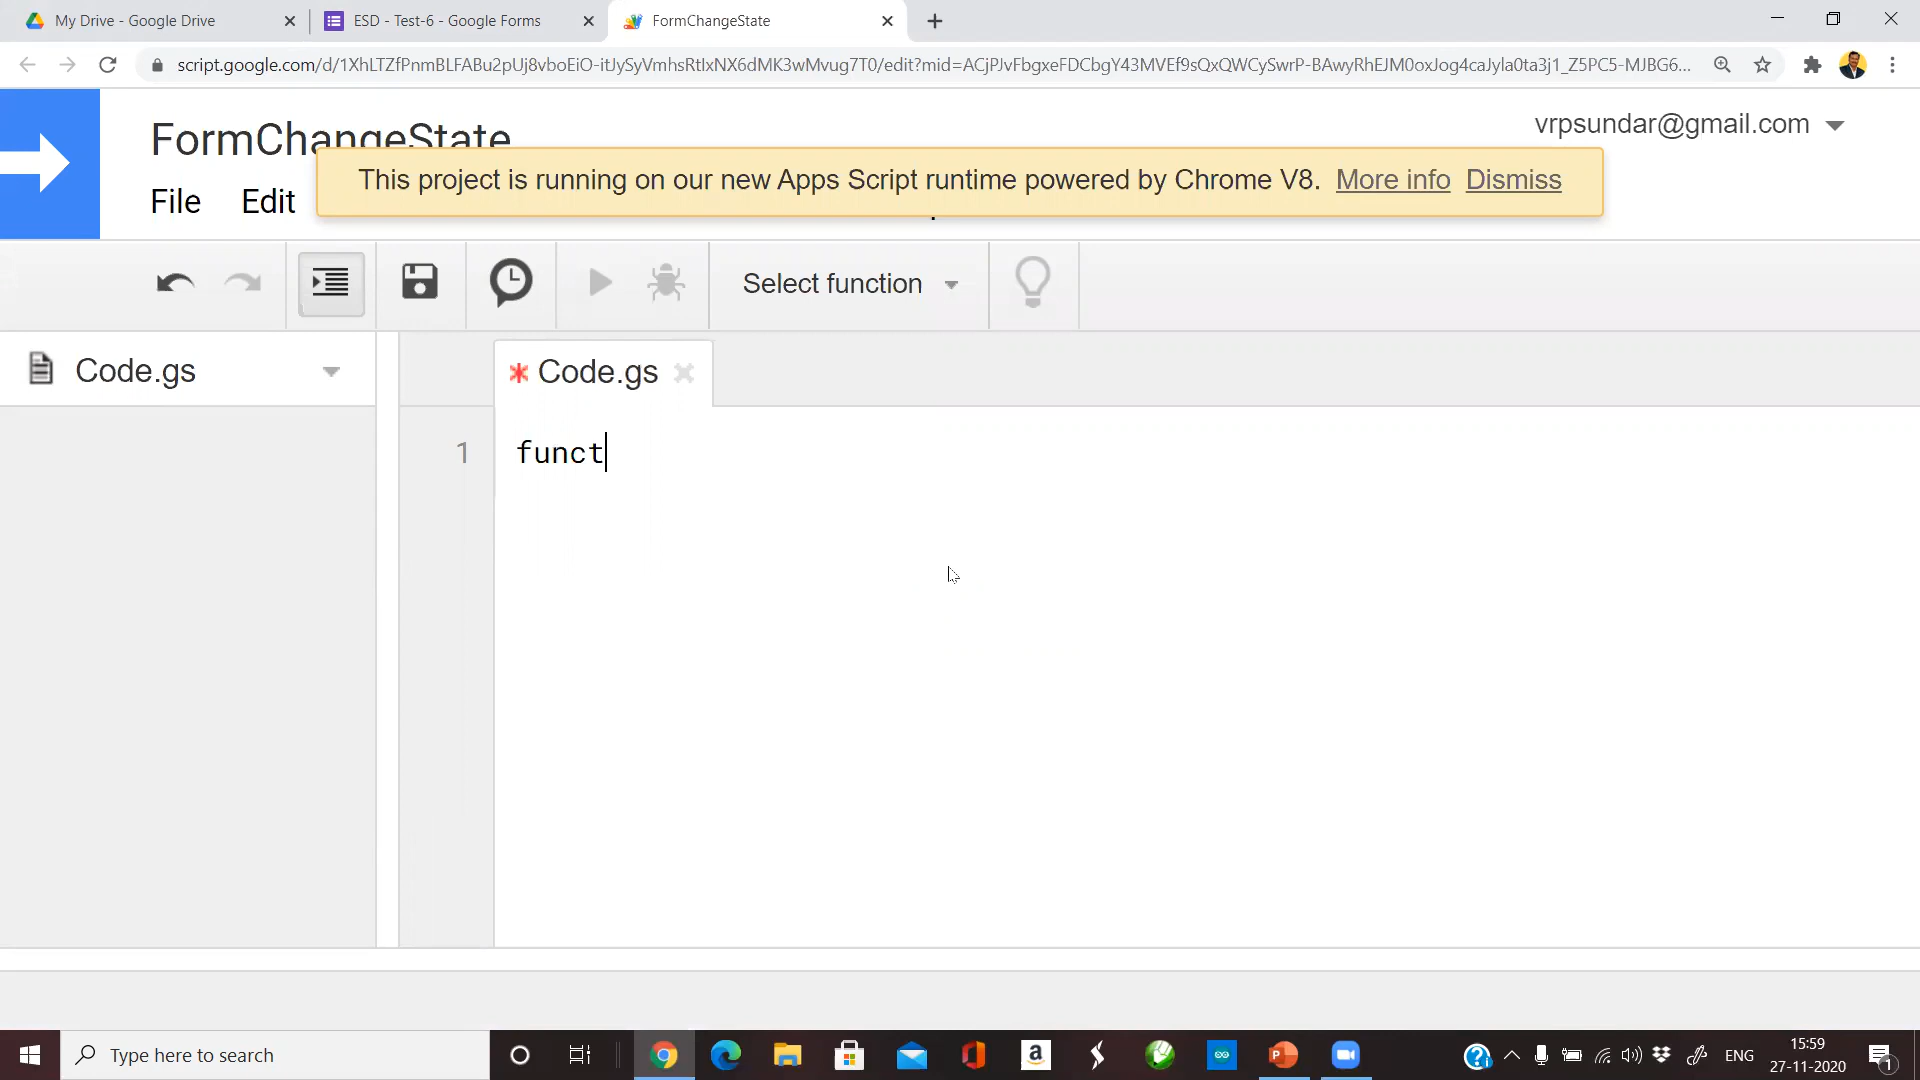 My Drive - Google Drive
ESD - Test-6 - Google Forms
FormChangeState
script.google.com/d/1XhLTZfPnmBLFABu2pUj8vboEiO-itJySyVmhsRtIxNX6dMK3wMvug7T0/edit?mid=ACjPJvFbgxeFDCbgY43MVEf9sQxQWCySwrP-BAwyRhEJM0oxJog4caJyla0ta3j1_Z5PC5-MJBG6...
FormChangeState
vrpsundar@gmail.com
This project is running on our new Apps Script runtime powered by Chrome V8. More info Dismiss
File Edit
Select function
Code.gs
* Code.gs
1 funct
Type here to search
ENG
15:59
27-11-2020
1